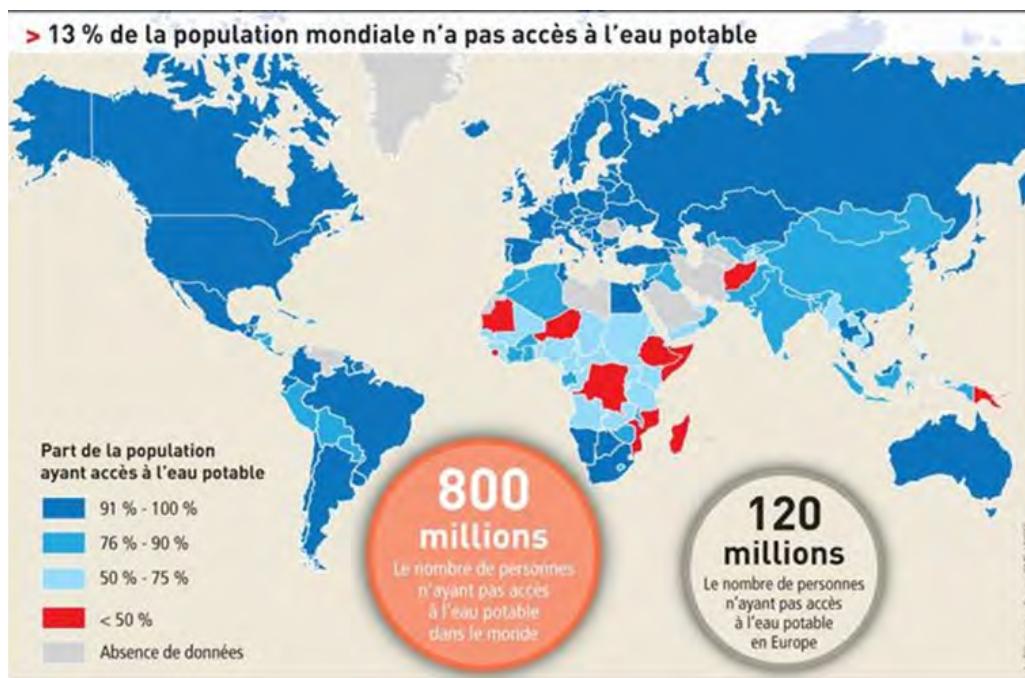 > 13 % de la population mondiale n'a pas accès à l'eau potable
Part de la population
ayant accès à l'eau potable
91 % - 100 %
76 % - 90 %
50 % - 75 %
< 50 %
Absence de données
800
millions
Le nombre de personnes
n'ayant pas accès
à l'eau potable
dans le monde
120
millions
Le nombre de personnes
n'ayant pas accès
à l'eau potable
en Europe